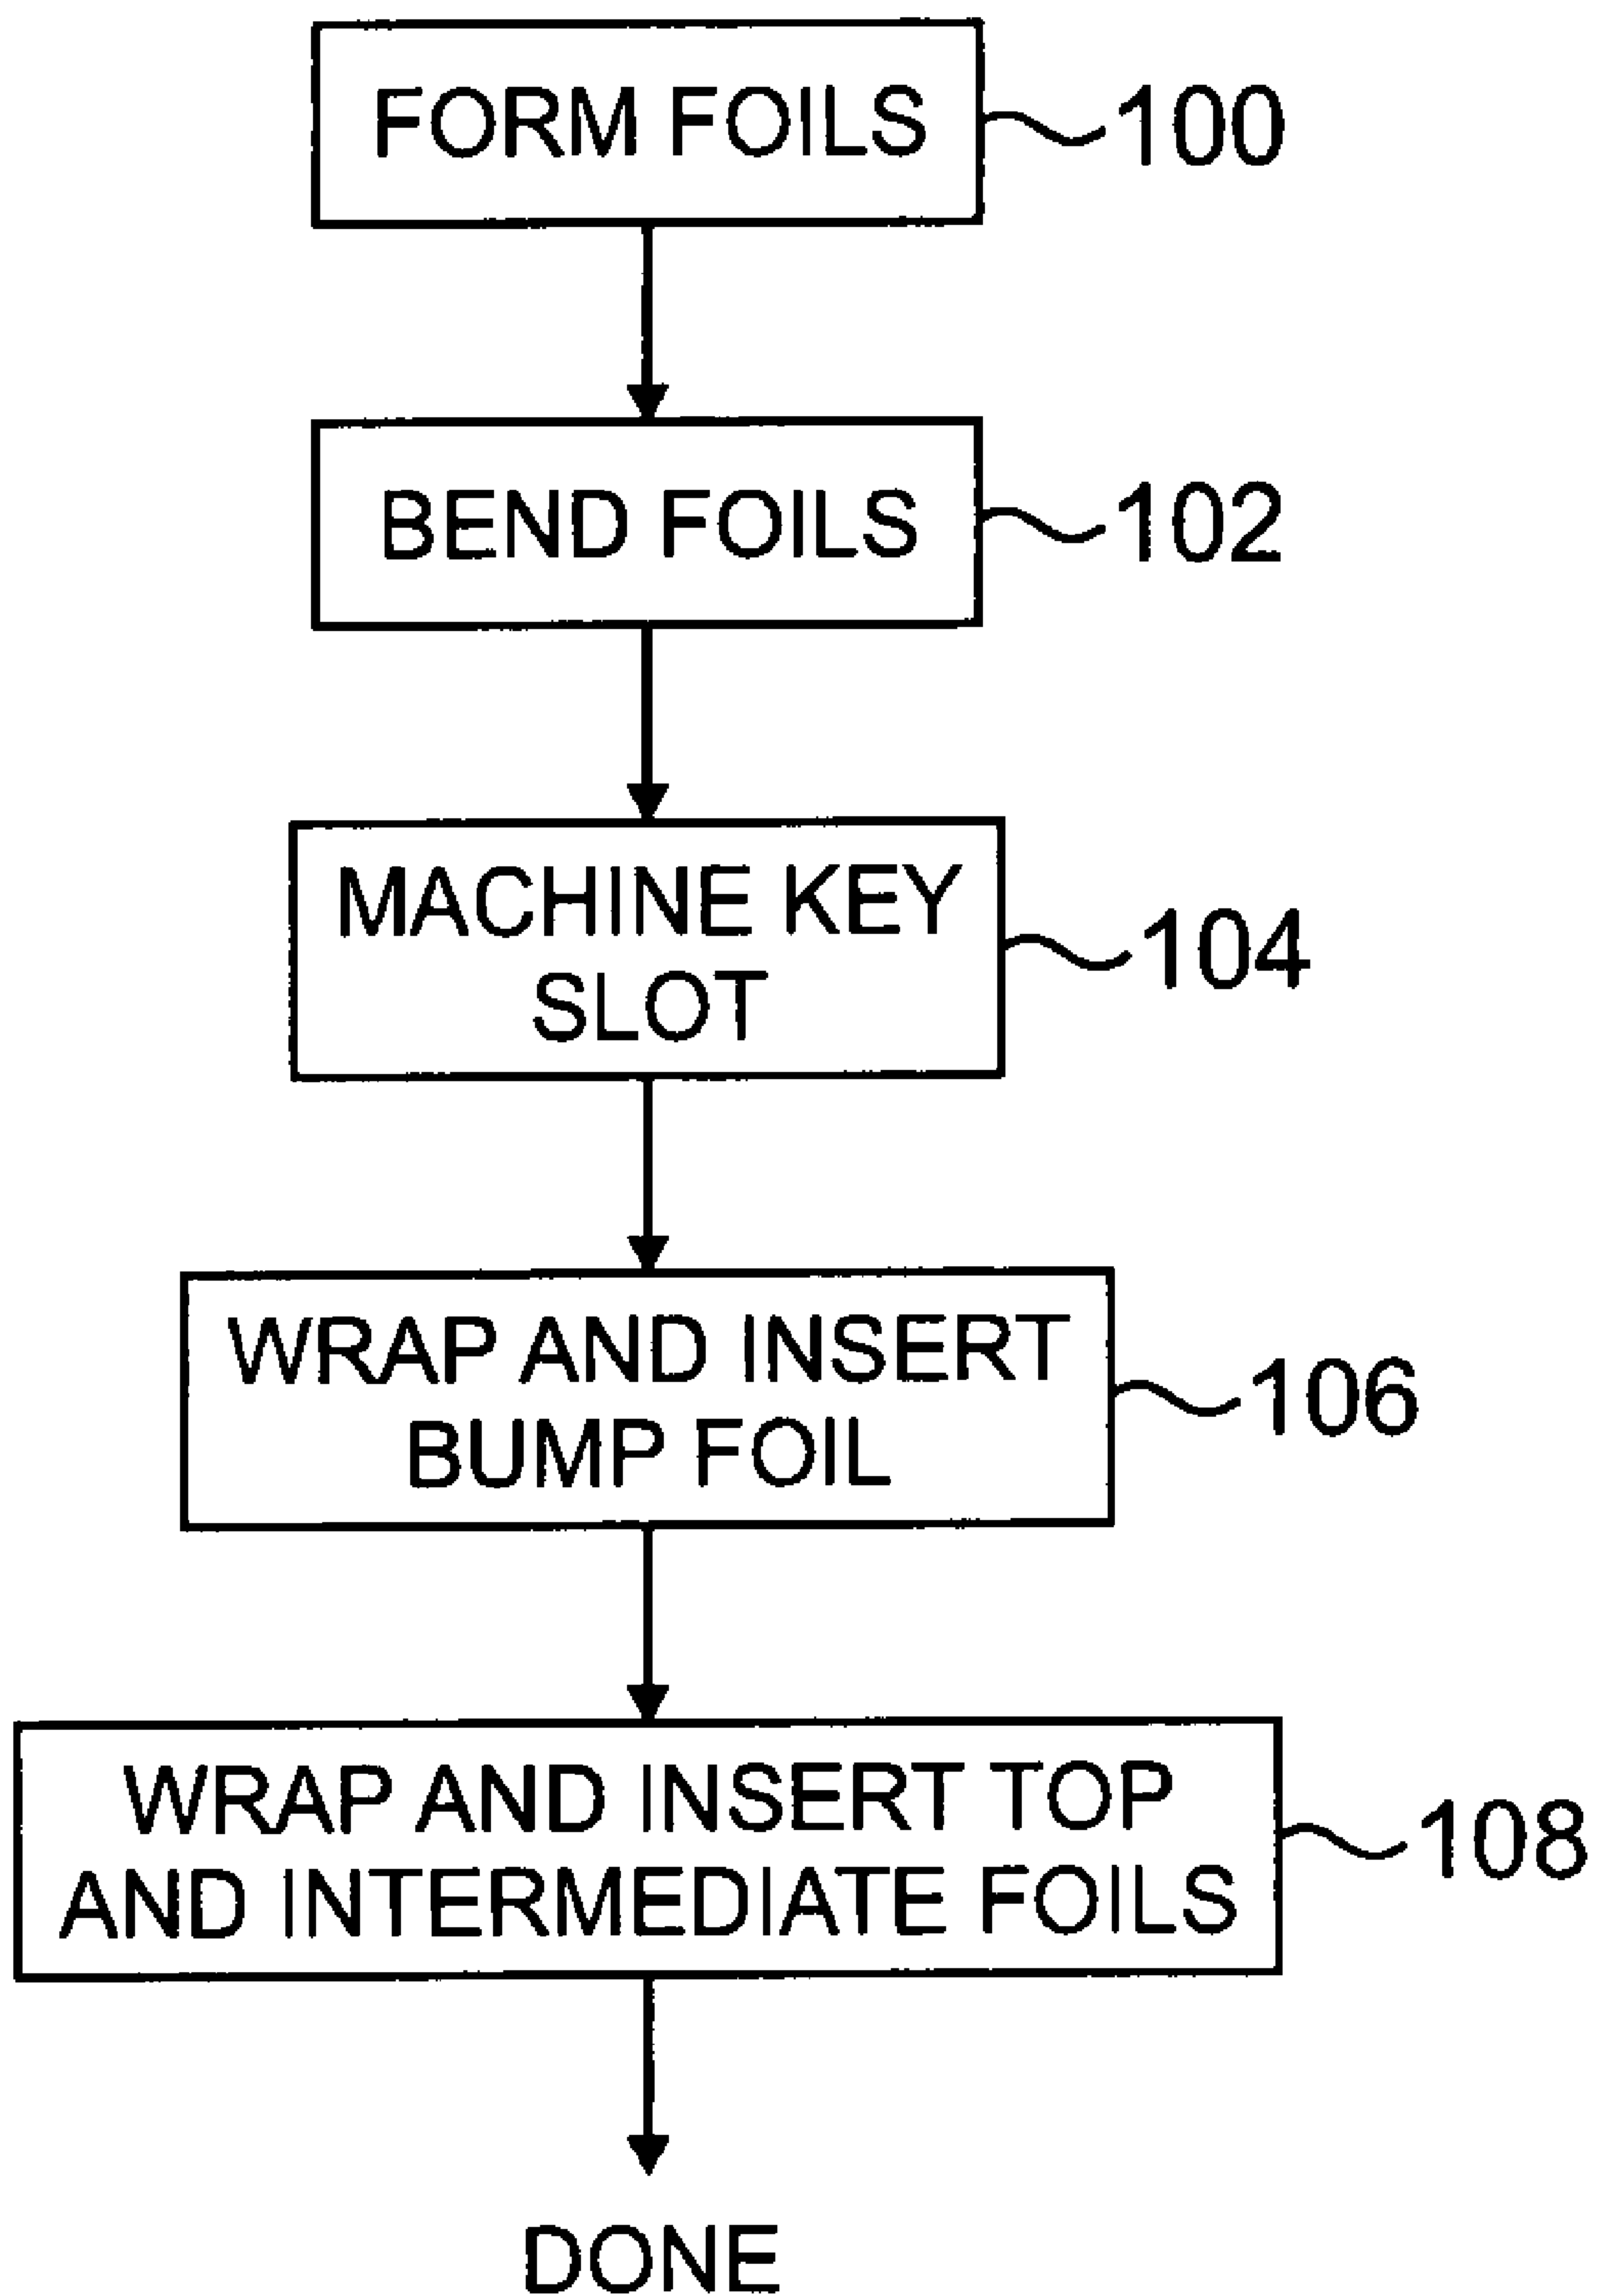 FORM FOILS
100
BEND FOILS
102
MACHINE KEY
SLOT
104
WRAP AND INSERT
BUMP FOIL
106
WRAP AND INSERT TOP
AND INTERMEDIATE FOILS
108
DONE